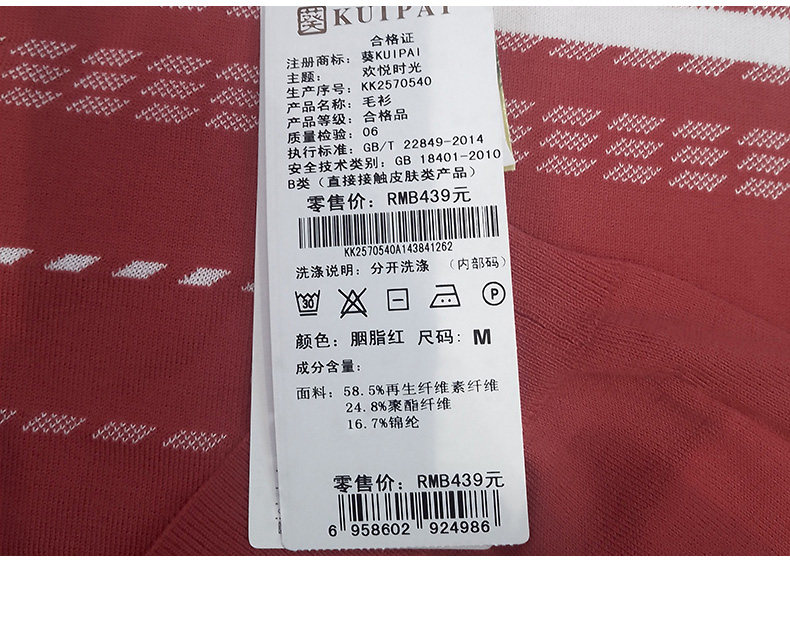 葵 KUIPAI
合格证
注册商标: 葵KUIPAI
主题: 欢悦时光
生产序号: KK2570540
产品名称: 毛衫
产品等级: 合格品
质量检验: 06
执行标准: GB/T 22849-2014
安全技术类别: GB 18401-2010
B类(直接接触皮肤类产品)
零售价: RMB439元
KK2570540A143841262
洗涤说明: 分开洗涤 (内部码)
30 P
颜色: 胭脂红 尺码: M
成分含量:
面料: 58.5%再生纤维素纤维
24.8%聚酯纤维
16.7%锦纶
零售价: RMB439元
6 958602 924986